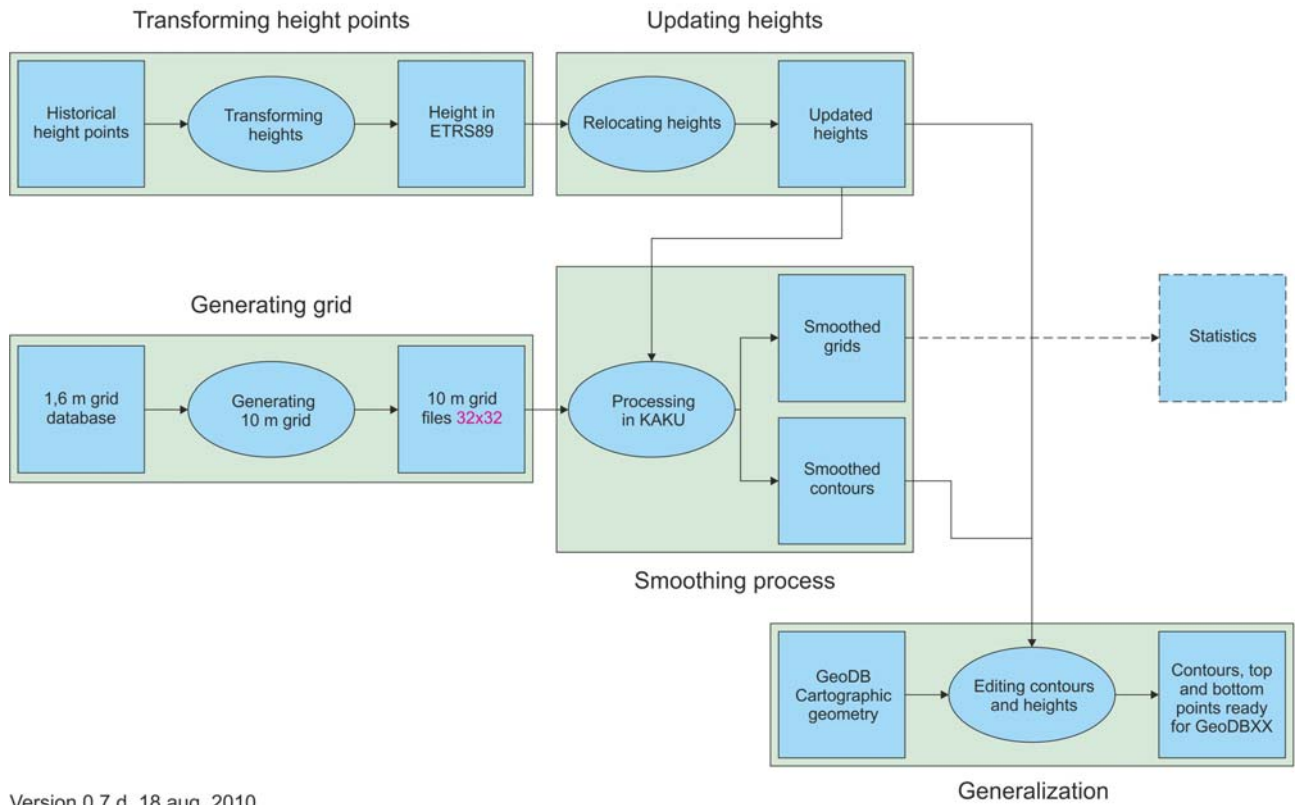 Transforming height points
Updating heights
Historical
height points
Transforming
heights
Height in
ETRS89
Relocating heights
Updated
heights
Generating grid
1,6 m grid
database
Generating
10 m grid
10 m grid
files 32x32
Processing
in KAKU
Smoothed
grids
Smoothed
contours
Statistics
Smoothing process
GeoDB
Cartographic
geometry
Editing contours
and heights
Contours, top
and bottom
points ready
for GeoDBXX
Generalization
Version 0.7 d. 18 aug. 2010